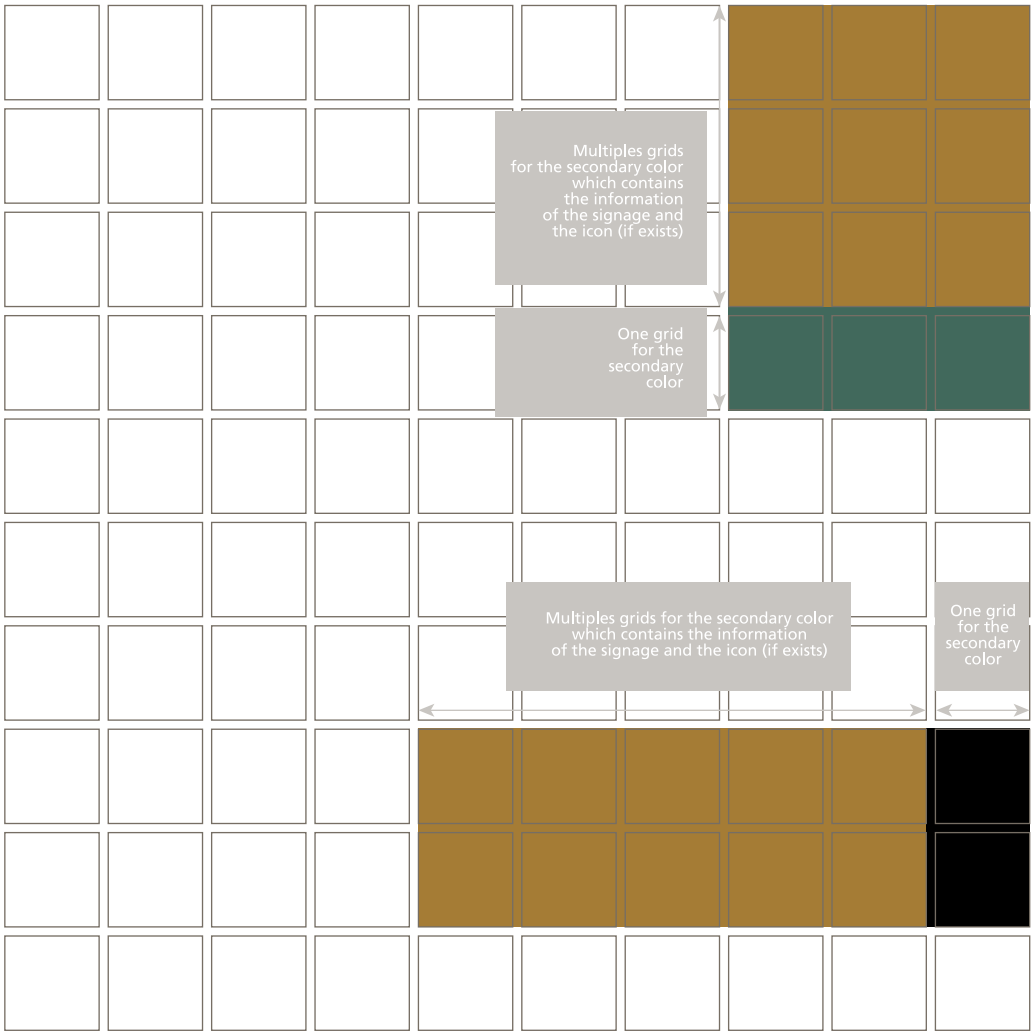 Multiples grids
for the secondary color
which contains
the information
of the signage and
the icon (if exists)
One grid
for the
secondary
color
Multiples grids for the secondary color
which contains the information
of the signage and the icon (if exists)
One grid
for the
secondary
color